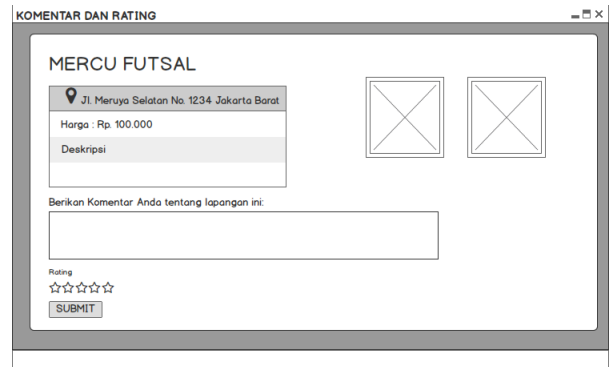 KOMENTAR DAN RATING
MERCU FUTSAL
Jl. Meruya Selatan No. 1234 Jakarta Barat
Harga : Rp. 100.000
Deskripsi
Berikan Komentar Anda tentang lapangan ini:
Rating
SUBMIT